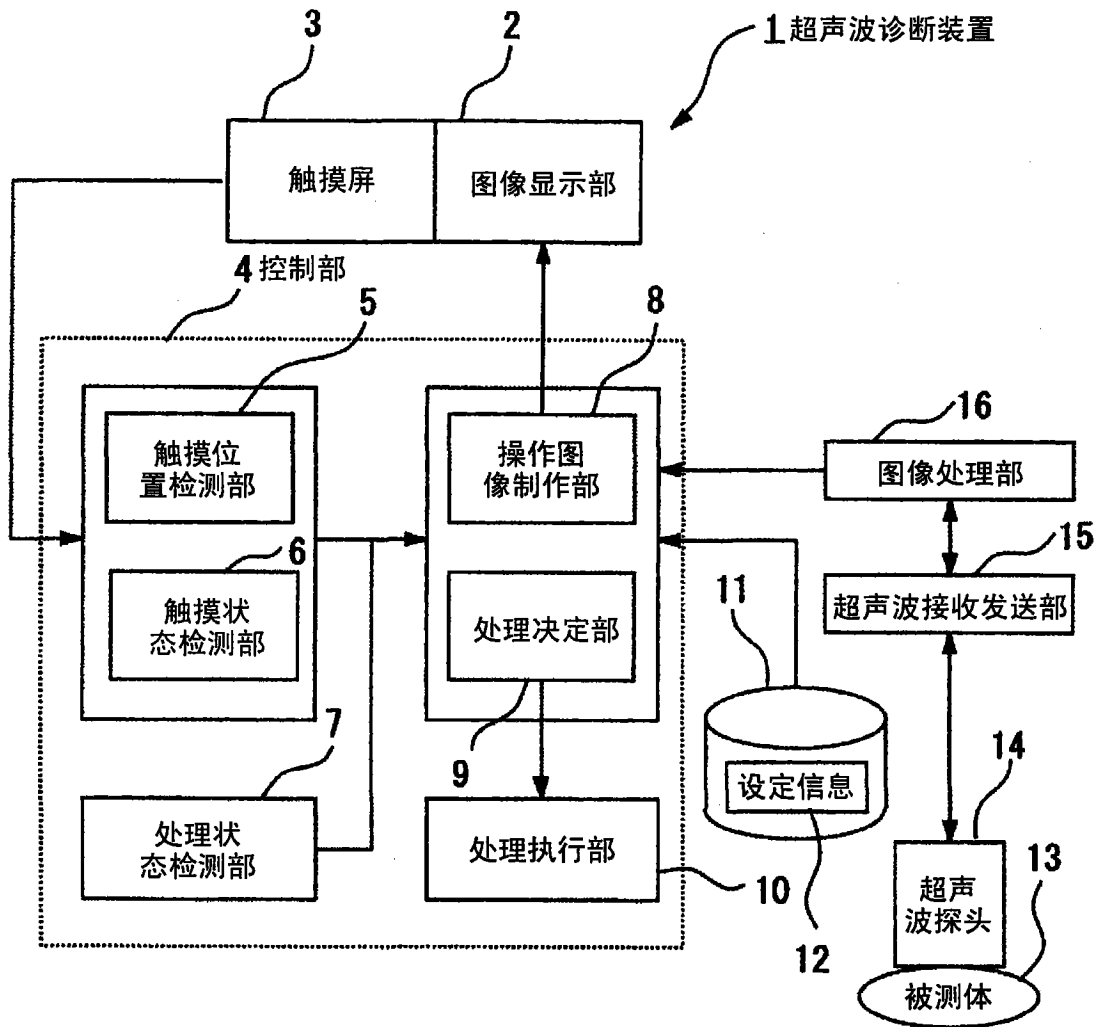 1 超声波诊断装置
3
2
触摸屏
图像显示部
4 控制部
5
8
触摸位
置检测部
操作图
像制作部
16
图像处理部
6
触摸状
态检测部
处理决定部
15
超声波接收发送部
11
7
9
设定信息
14
处理状
态检测部
处理执行部
10
12
超声
波探头
13
被测体